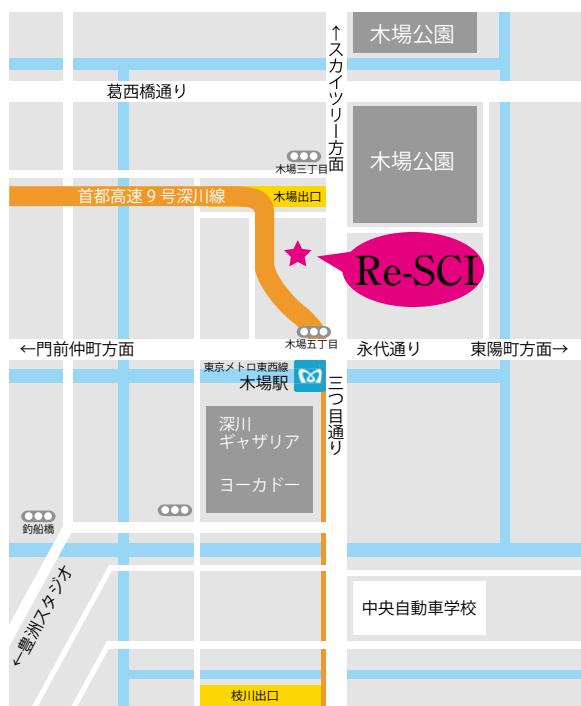 木場公園
←スカイツリー方面
葛西橋通り
木場三丁目
木場公園
首都高速9号深川線
木場出口
Re-SCI
木場五丁目
←門前仲町方面
永代通り
東陽町方面→
東京メトロ東西線
木場駅
三つ目通り
深川
ギャザリア
ヨーカドー
釣船橋
←豊洲スタジオ
中央自動車学校
枝川出口